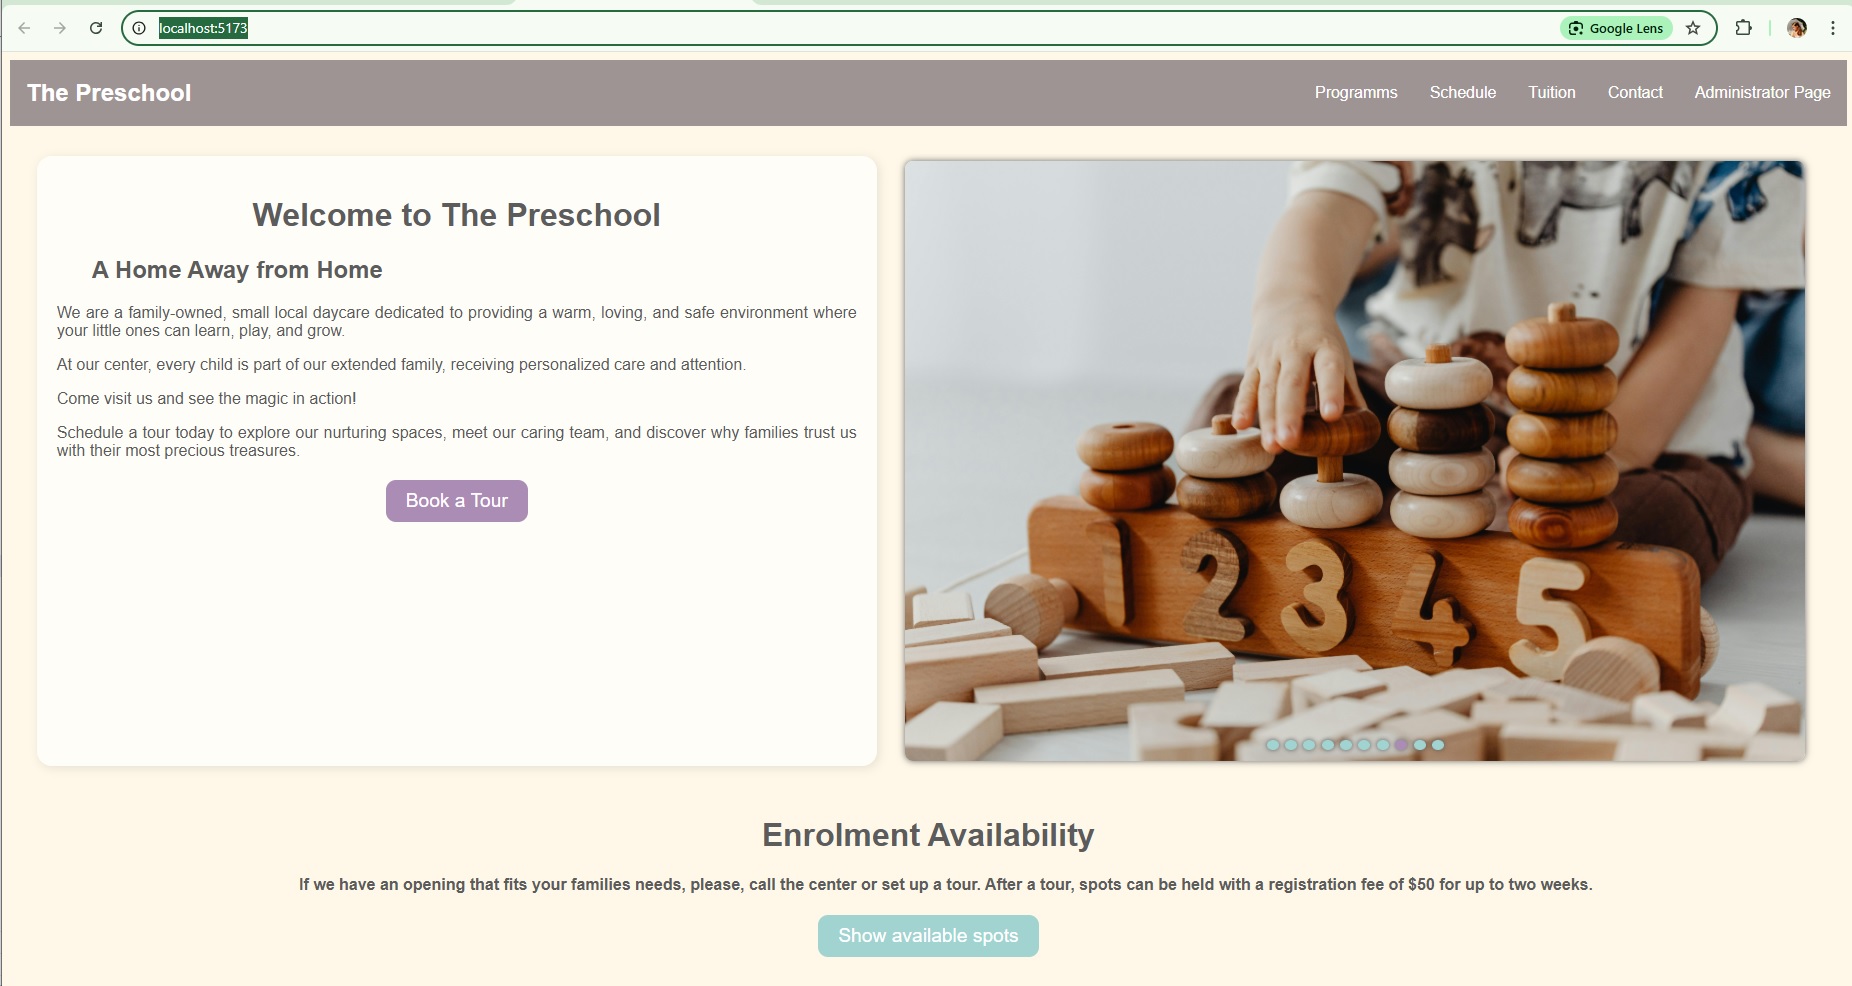 localhost:5173
Google Lens
The Preschool
Programms
Schedule
Tuition
Contact
Administrator Page
Welcome to The Preschool
A Home Away from Home
We are a family-owned, small local daycare dedicated to providing a warm, loving, and safe environment where
your little ones can learn, play, and grow.
At our center, every child is part of our extended family, receiving personalized care and attention.
Come visit us and see the magic in action!
Schedule a tour today to explore our nurturing spaces, meet our caring team, and discover why families trust us
with their most precious treasures.
Book a Tour
1 2 3 4 5
Enrolment Availability
If we have an opening that fits your families needs, please, call the center or set up a tour. After a tour, spots can be held with a registration fee of $50 for up to two weeks.
Show available spots